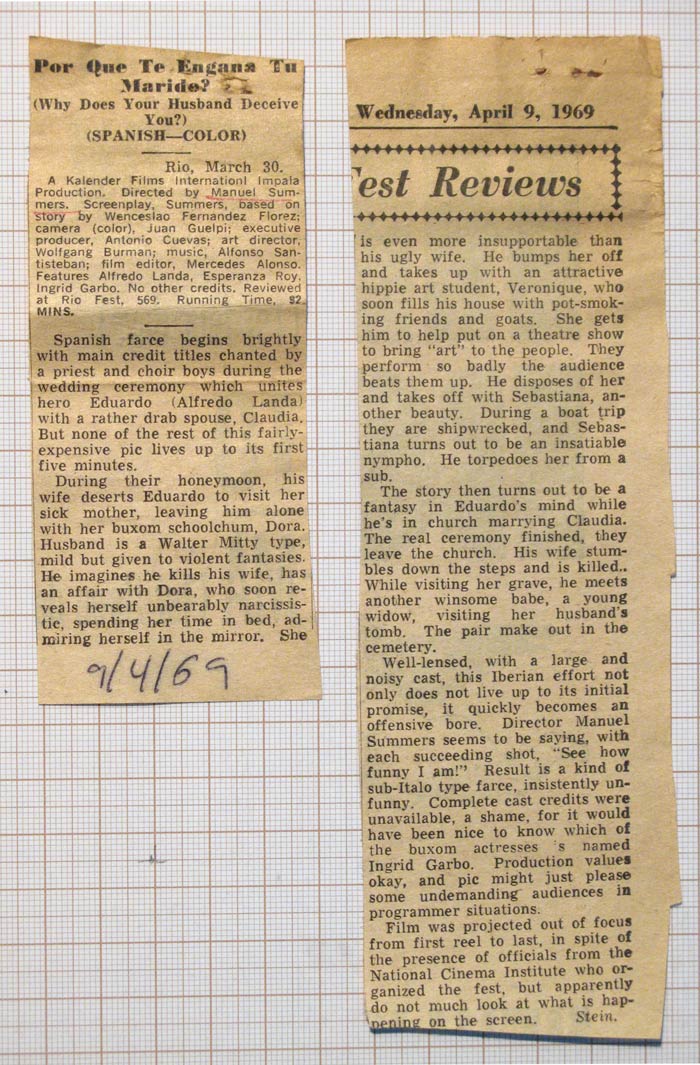 Por Que Te Engana Tu
Marido?
(Why Does Your Husband Deceive
You?)
(SPANISH—COLOR)
Rio, March 30.
A Kalender Films Internationl Impala
Production. Directed by Manuel Sum-
mers. Screenplay, Summers, based on
story by Wenceslao Fernandez Florez;
camera (color), Juan Guelpi; executive
producer, Antonio Cuevas; art director,
Wolfgang Burman; music, Alfonso San-
tisteban; film editor, Mercedes Alonso.
Features Alfredo Landa, Esperanza Roy,
Ingrid Garbo. No other credits. Reviewed
at Rio Fest, 569. Running Time, 92
MINS.
Spanish farce begins brightly
with main credit titles chanted by
a priest and choir boys during the
wedding ceremony which unites
hero Eduardo (Alfredo Landa)
with a rather drab spouse, Claudia.
But none of the rest of this fairly-
expensive pic lives up to its first
five minutes.
During their honeymoon, his
wife deserts Eduardo to visit her
sick mother, leaving him alone
with her buxom schoolchum, Dora.
Husband is a Walter Mitty type,
mild but given to violent fantasies.
He imagines he kills his wife, has
an affair with Dora, who soon re-
veals herself unbearably narcissis-
tic, spending her time in bed, ad-
miring herself in the mirror. She
9/4/69
Wednesday, April 9, 1969
Fest Reviews
is even more insupportable than
his ugly wife. He bumps her off
and takes up with an attractive
hippie art student, Veronique, who
soon fills his house with pot-smok-
ing friends and goats. She gets
him to help put on a theatre show
to bring "art" to the people. They
perform so badly the audience
beats them up. He disposes of her
and takes off with Sebastiana, an-
other beauty. During a boat trip
they are shipwrecked, and Sebas-
tiana turns out to be an insatiable
nympho. He torpedoes her from a
sub.
The story then turns out to be a
fantasy in Eduardo's mind while
he's in church marrying Claudia.
The real ceremony finished, they
leave the church. His wife stum-
bles down the steps and is killed..
While visiting her grave, he meets
another winsome babe, a young
widow, visiting her husband's
tomb. The pair make out in the
cemetery.
Well-lensed, with a large and
noisy cast, this Iberian effort not
only does not live up to its initial
promise, it quickly becomes an
offensive bore. Director Manuel
Summers seems to be saying, with
each succeeding shot, "See how
funny I am!" Result is a kind of
sub-Italo type farce, insistently un-
funny. Complete cast credits were
unavailable, a shame, for it would
have been nice to know which of
the buxom actresses 's named
Ingrid Garbo. Production values
okay, and pic might just please
some undemanding audiences in
programmer situations.
Film was projected out of focus
from first reel to last, in spite of
the presence of officials from the
National Cinema Institute who or-
ganized the fest, but apparently
do not much look at what is hap-
pening on the screen. Stein.